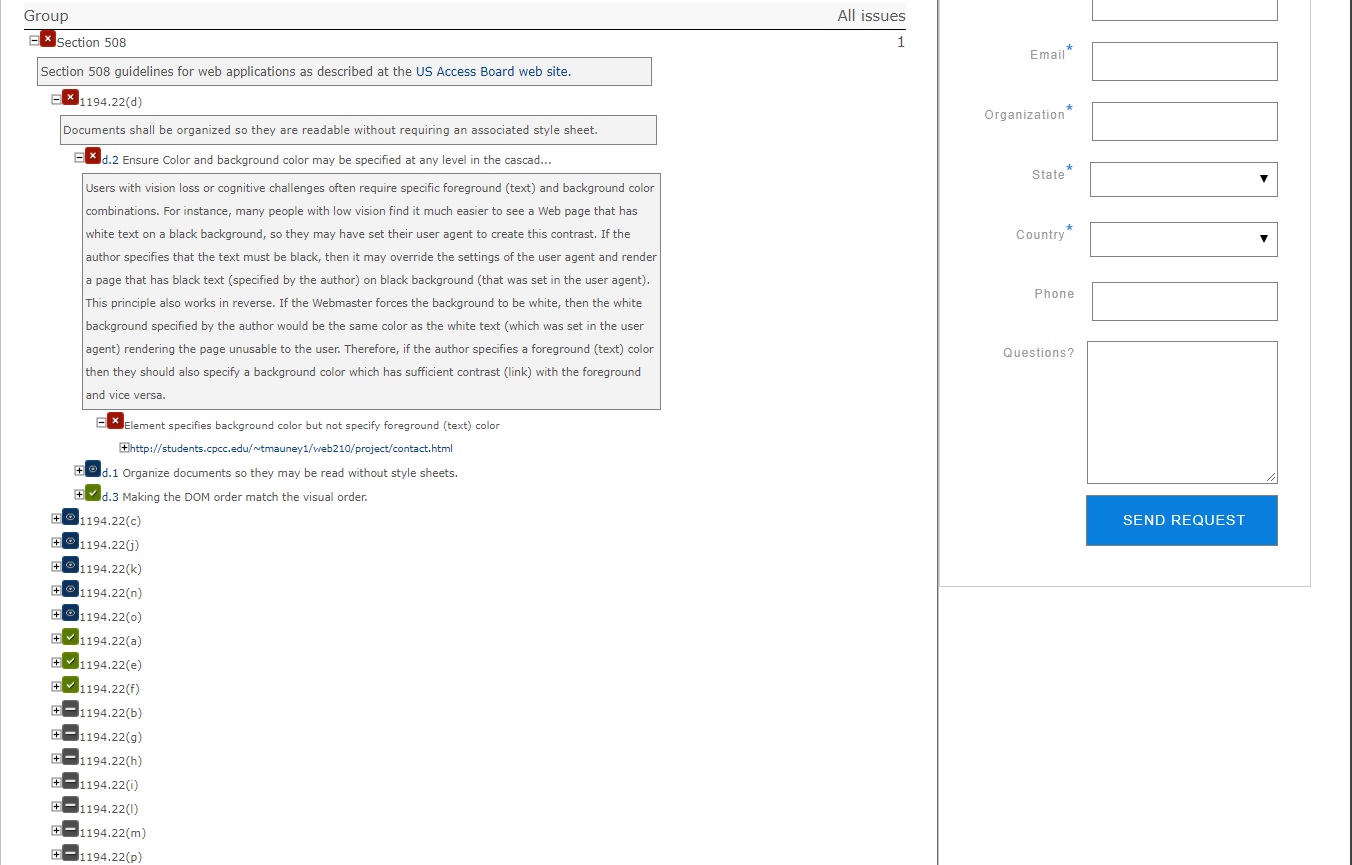 Group All issues
Section 508 1
Section 508 guidelines for web applications as described at the US Access Board web site.
1194.22(d)
Documents shall be organized so they are readable without requiring an associated style sheet.
d.2 Ensure Color and background color may be specified at any level in the cascad...
Users with vision loss or cognitive challenges often require specific foreground (text) and background color
combinations. For instance, many people with low vision find it much easier to see a Web page that has
white text on a black background, so they may have set their user agent to create this contrast. If the
author specifies that the text must be black, then it may override the settings of the user agent and render
a page that has black text (specified by the author) on black background (that was set in the user agent).
This principle also works in reverse. If the Webmaster forces the background to be white, then the white
background specified by the author would be the same color as the white text (which was set in the user
agent) rendering the page unusable to the user. Therefore, if the author specifies a foreground (text) color
then they should also specify a background color which has sufficient contrast (link) with the foreground
and vice versa.
Element specifies background color but not specify foreground (text) color
http://students.cpcc.edu/~tmauney1/web210/project/contact.html
d.1 Organize documents so they may be read without style sheets.
d.3 Making the DOM order match the visual order.
1194.22(c)
1194.22(j)
1194.22(k)
1194.22(n)
1194.22(o)
1194.22(a)
1194.22(e)
1194.22(f)
1194.22(b)
1194.22(g)
1194.22(h)
1194.22(i)
1194.22(l)
1194.22(m)
1194.22(p)
Email*
Organization*
State*
Country*
Phone
Questions?
SEND REQUEST